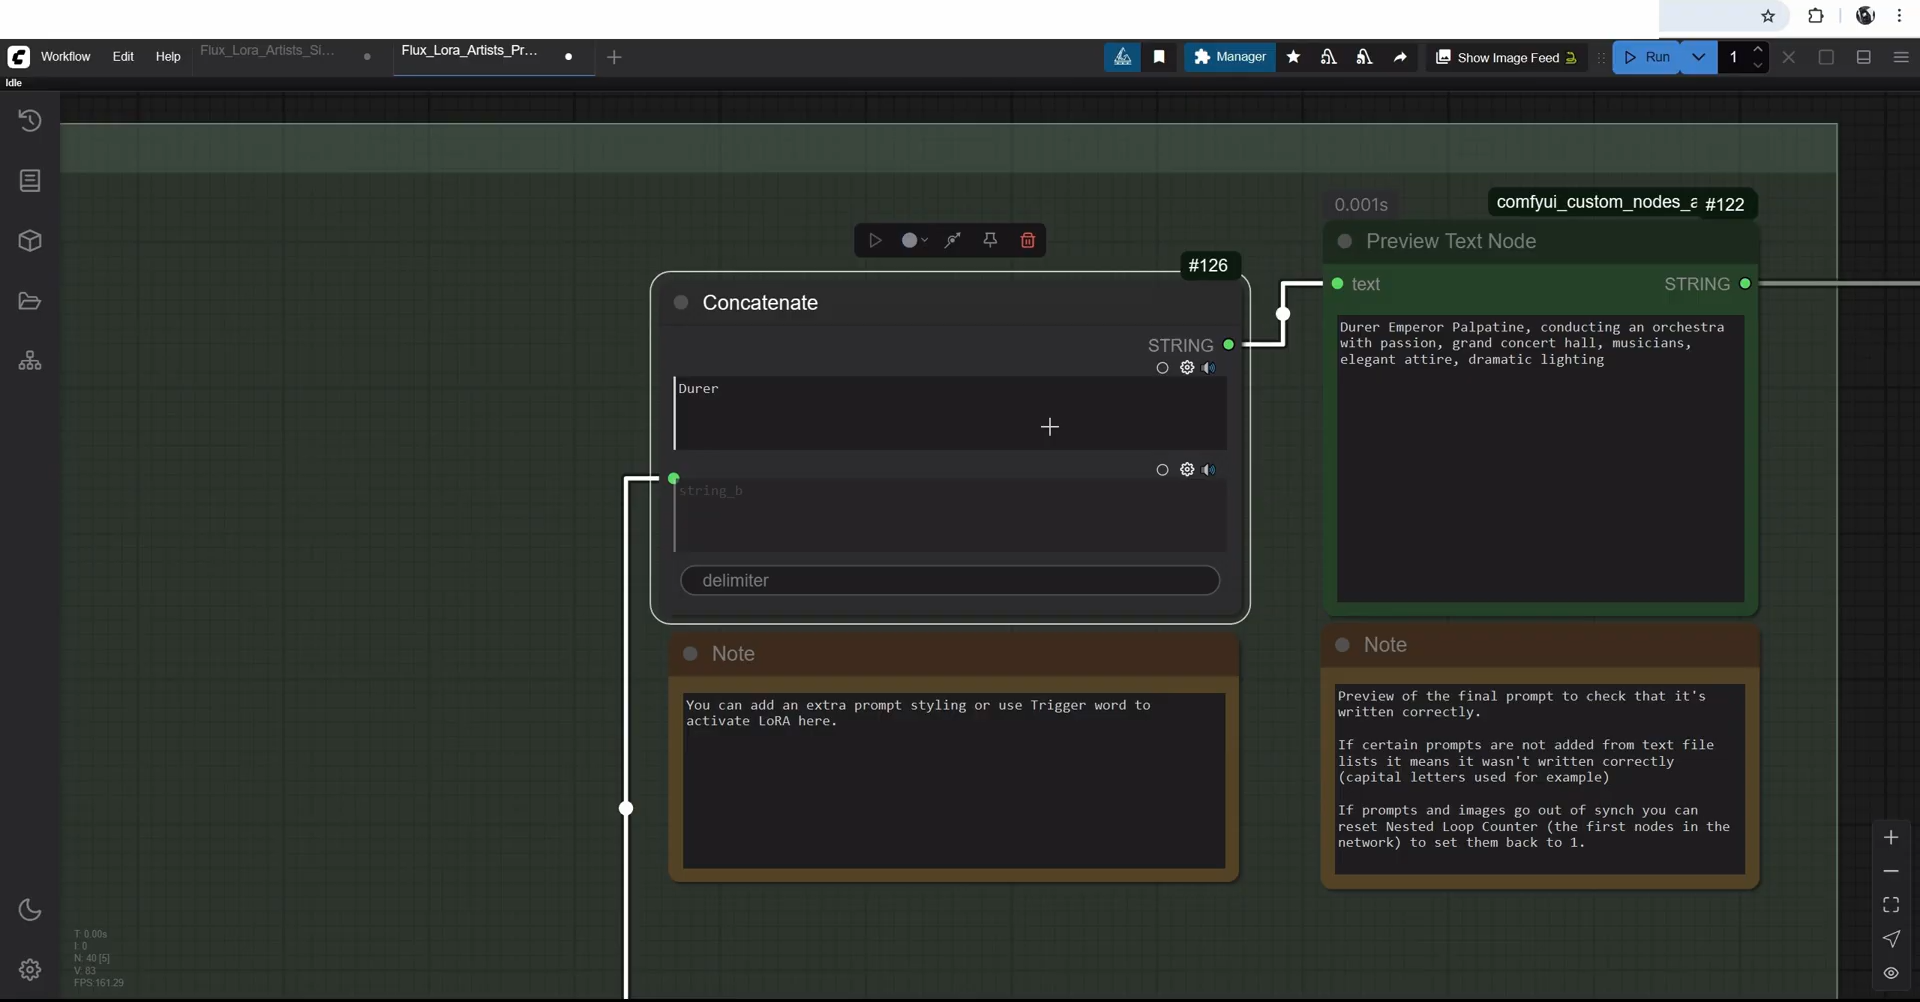 Workflow
Edit
Help
Flux_Lora_Artists_Si...
Flux_Lora_Artists_Pr...
Manager
Show Image Feed
Run
1
Idle
0.001s
comfyui_custom_nodes_a
#122
Preview Text Node
#126
Concatenate
text
STRING
STRING
Durer Emperor Palpatine, conducting an orchestra
with passion, grand concert hall, musicians,
elegant attire, dramatic lighting
Durer
string_b
delimiter
Note
You can add an extra prompt styling or use Trigger word to
activate LoRA here.
Note
Preview of the final prompt to check that it's
written correctly.
If certain prompts are not added from text file
lists it means it wasn't written correctly
(capital letters used for example)
If prompts and images go out of synch you can
reset Nested Loop Counter (the first nodes in the
network) to set them back to 1.
T: 0.00s
I: 0
N: 40 [5]
V: 83
FPS:161.29